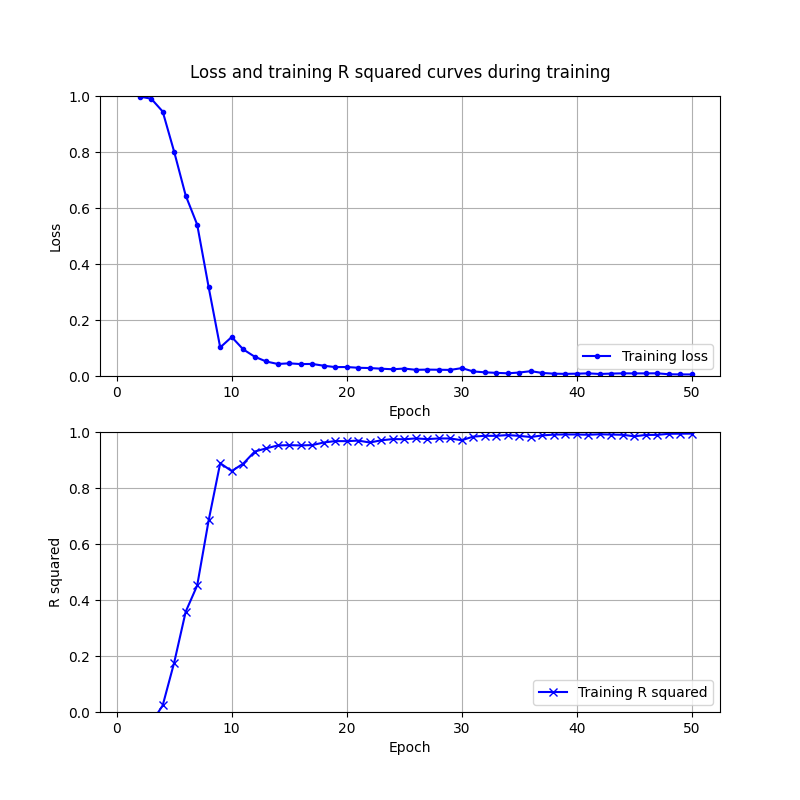 Loss and training R squared curves during training
1.0
0.8
0.6
0.4
0.2
0.0
Loss
Training loss
0 10 20 30 40 50
Epoch
1.0
0.8
0.6
0.4
0.2
0.0
R squared
Training R squared
0 10 20 30 40 50
Epoch